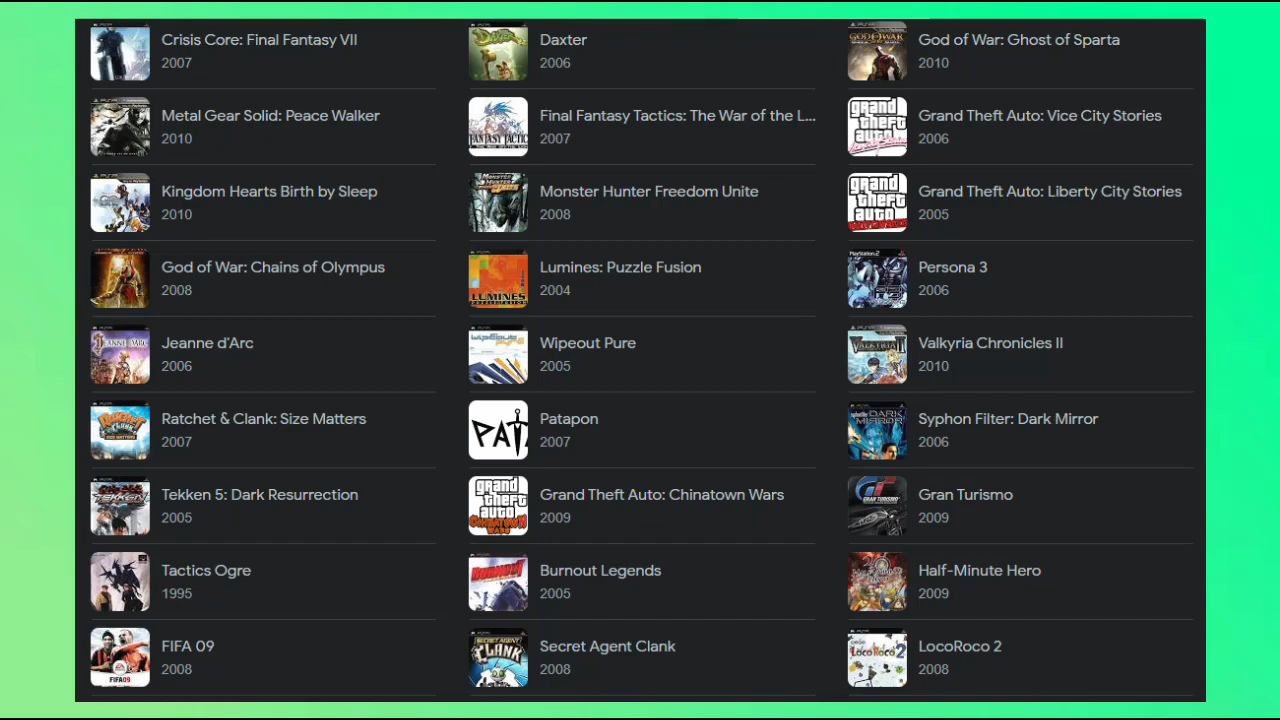 Crisis Core: Final Fantasy VII
2007
Daxter
2006
God of War: Ghost of Sparta
2010
Metal Gear Solid: Peace Walker
2010
Final Fantasy Tactics: The War of the L...
2007
Grand Theft Auto: Vice City Stories
2006
Kingdom Hearts Birth by Sleep
2010
Monster Hunter Freedom Unite
2008
Grand Theft Auto: Liberty City Stories
2005
God of War: Chains of Olympus
2008
Lumines: Puzzle Fusion
2004
Persona 3
2006
Jeanne d'Arc
2006
Wipeout Pure
2005
Valkyria Chronicles II
2010
Ratchet & Clank: Size Matters
2007
Patapon
2007
Syphon Filter: Dark Mirror
2006
Tekken 5: Dark Resurrection
2005
Grand Theft Auto: Chinatown Wars
2009
Gran Turismo
2009
Tactics Ogre
1995
Burnout Legends
2005
Half-Minute Hero
2009
FIFA 09
2008
Secret Agent Clank
2008
LocoRoco 2
2008